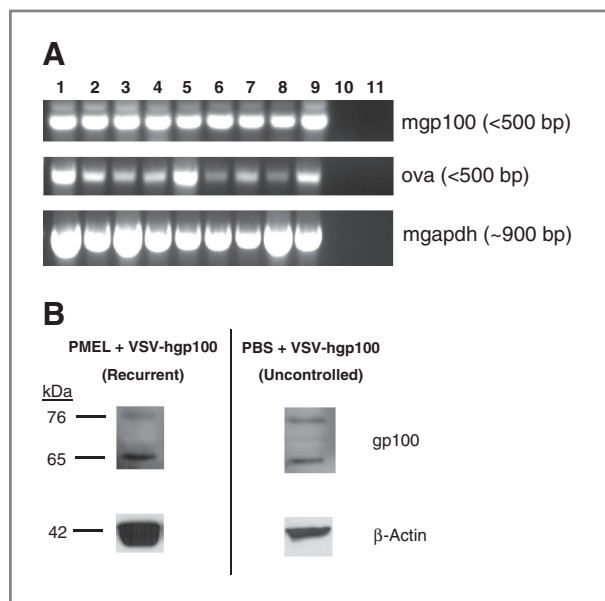 A
1 2 3 4 5 6 7 8 9 10 11
mgp100 (<500 bp)
ova (<500 bp)
mgapdh (~900 bp)
B
PMEL + VSV-hgp100
(Recurrent)
PBS + VSV-hgp100
(Uncontrolled)
kDa
76
65
gp100
42
β-Actin